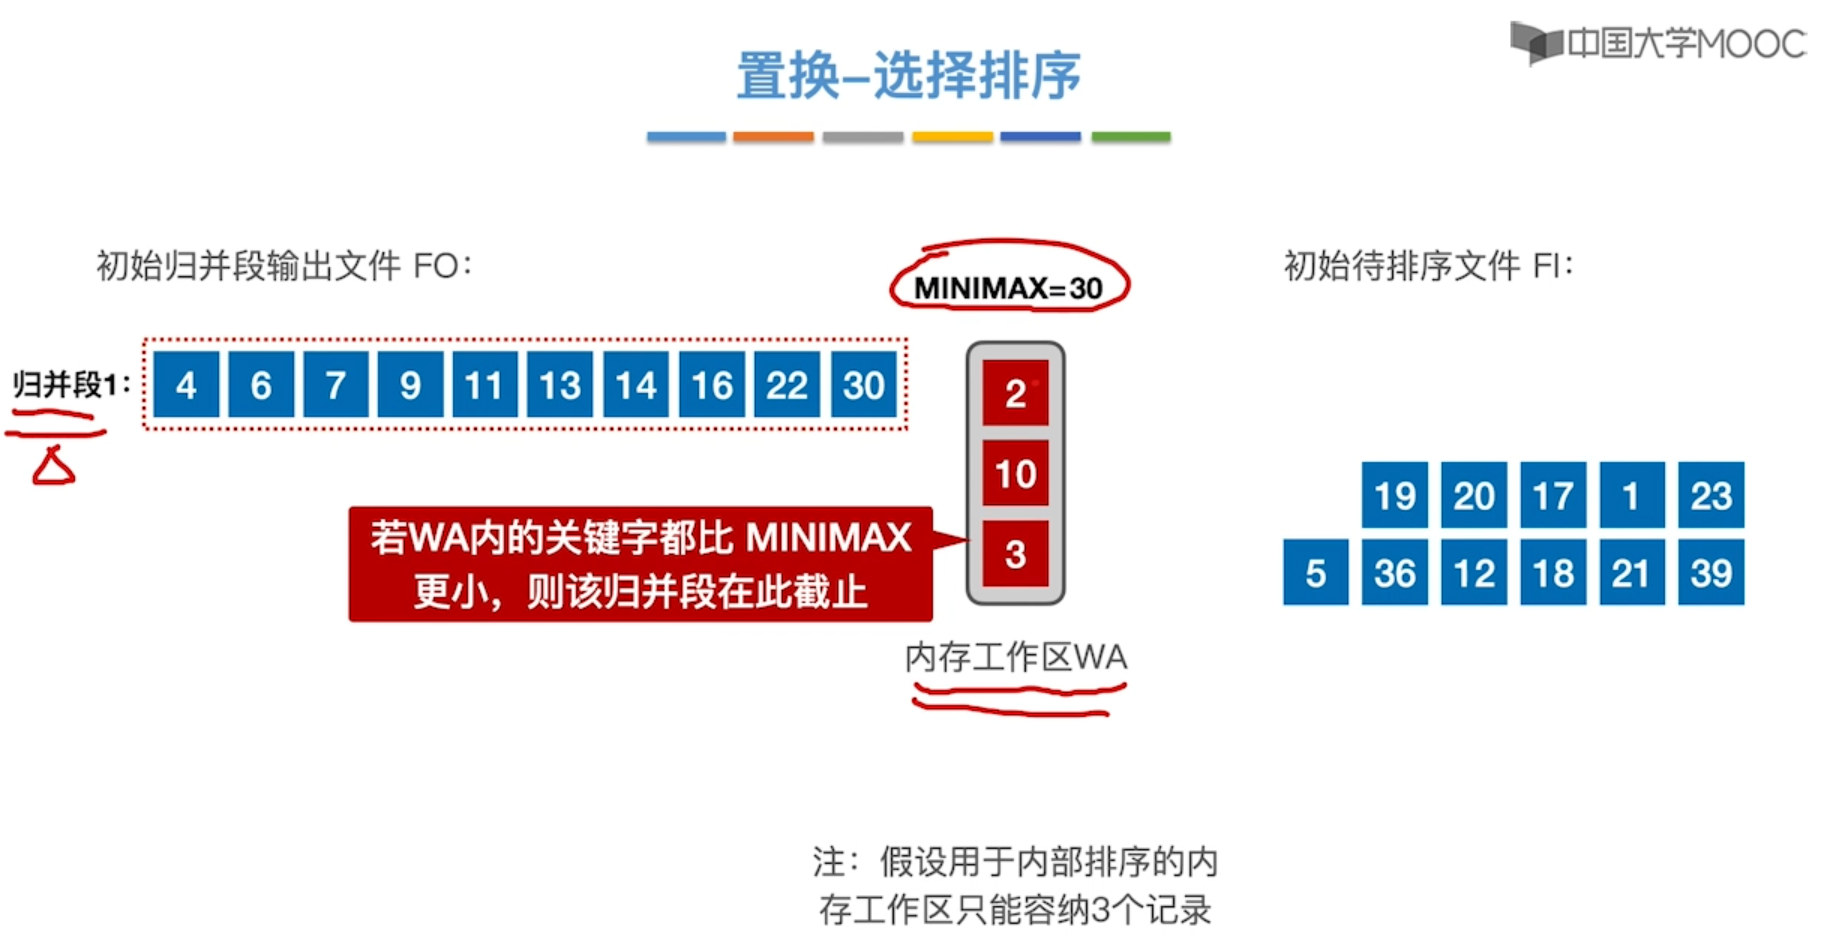 中国大学MOOC
置换-选择排序
初始归并段输出文件 FO：
MINIMAX=30
初始待排序文件 FI：
归并段1：
4 6 7 9 11 13 14 16 22 30
2
10
3
若WA内的关键字都比 MINIMAX
更小，则该归并段在此截止
19 20 17 1 23
5 36 12 18 21 39
内存工作区WA
注：假设用于内部排序的内
存工作区只能容纳3个记录